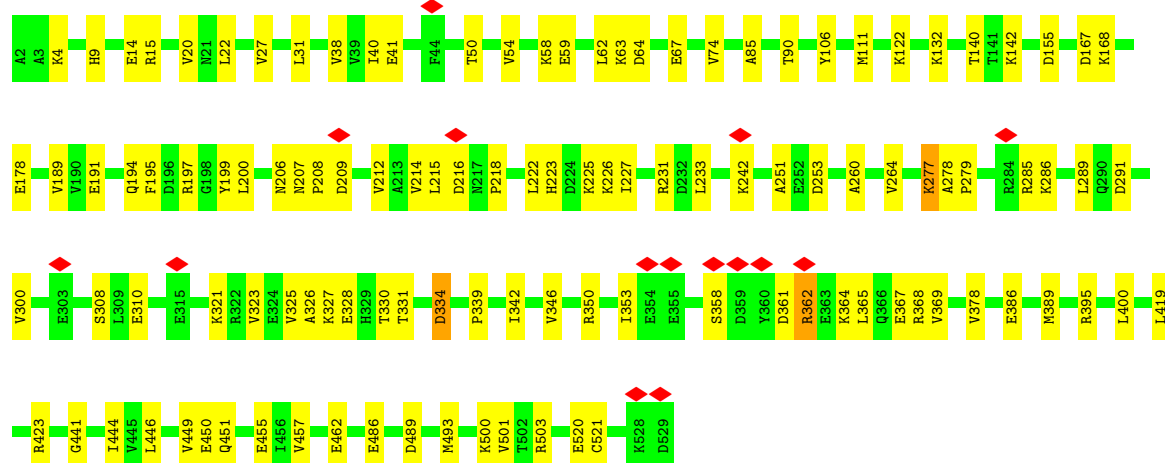 A2 A3 K4 H9 E14 R15 V20 N21 L22 V27 L31 V38 V39 I40 E41 F44 T50 V54 K58 E59 L62 K63 D64 E67 V74 A85 T90 Y106 M111 K122 K132 T140 T141 K142 D155 D167 K168
E178 V189 V190 E191 Q194 F195 D196 R197 G198 Y199 L200 N206 N207 P208 D209 V212 A213 V214 L215 D216 N217 P218 L222 H223 D224 K225 K226 I227 R231 D232 L233 K242 A251 E252 D253 A260 V264 K277 A278 P279 R284 R285 K286 L289 Q290 D291
V300 E303 S308 L309 E310 E315 K321 R322 V323 E324 V325 A326 K327 E328 H329 T330 T331 D334 P339 I342 V346 R350 I353 E354 E355 S358 D359 Y360 D361 R362 E363 K364 L365 Q366 E367 R368 V369 V378 E386 M389 R395 L400 L419
R423 G441 I444 V445 L446 V449 E450 Q451 E455 I456 V457 E462 E486 D489 M493 K500 V501 T502 R503 E520 C521 K528 D529